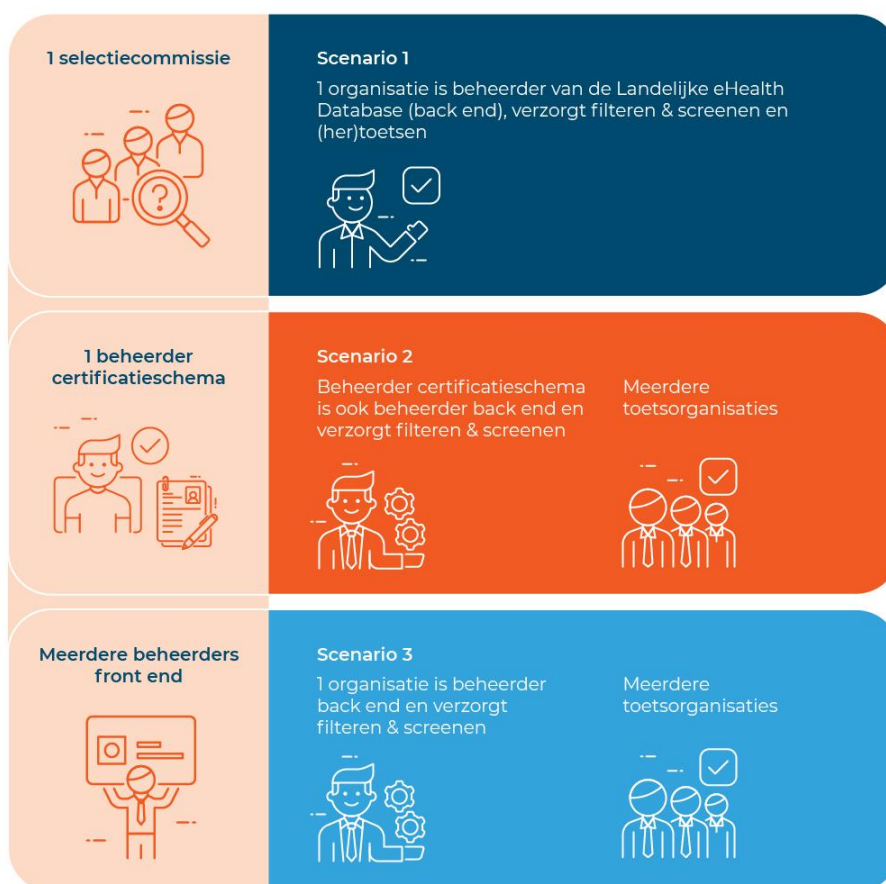 1 selectiecommissie
Scenario 1
1 organisatie is beheerder van de Landelijke eHealth
Database (back end), verzorgt filteren & screenen en
(her)toetsen
?
1 beheerder
certificatieschema
Scenario 2
Beheerder certificatieschema
is ook beheerder back end en
verzorgt filteren & screenen
Meerdere
toetsorganisaties
Meerdere beheerders
front end
Scenario 3
1 organisatie is beheerder
back end en verzorgt
filteren & screenen
Meerdere
toetsorganisaties